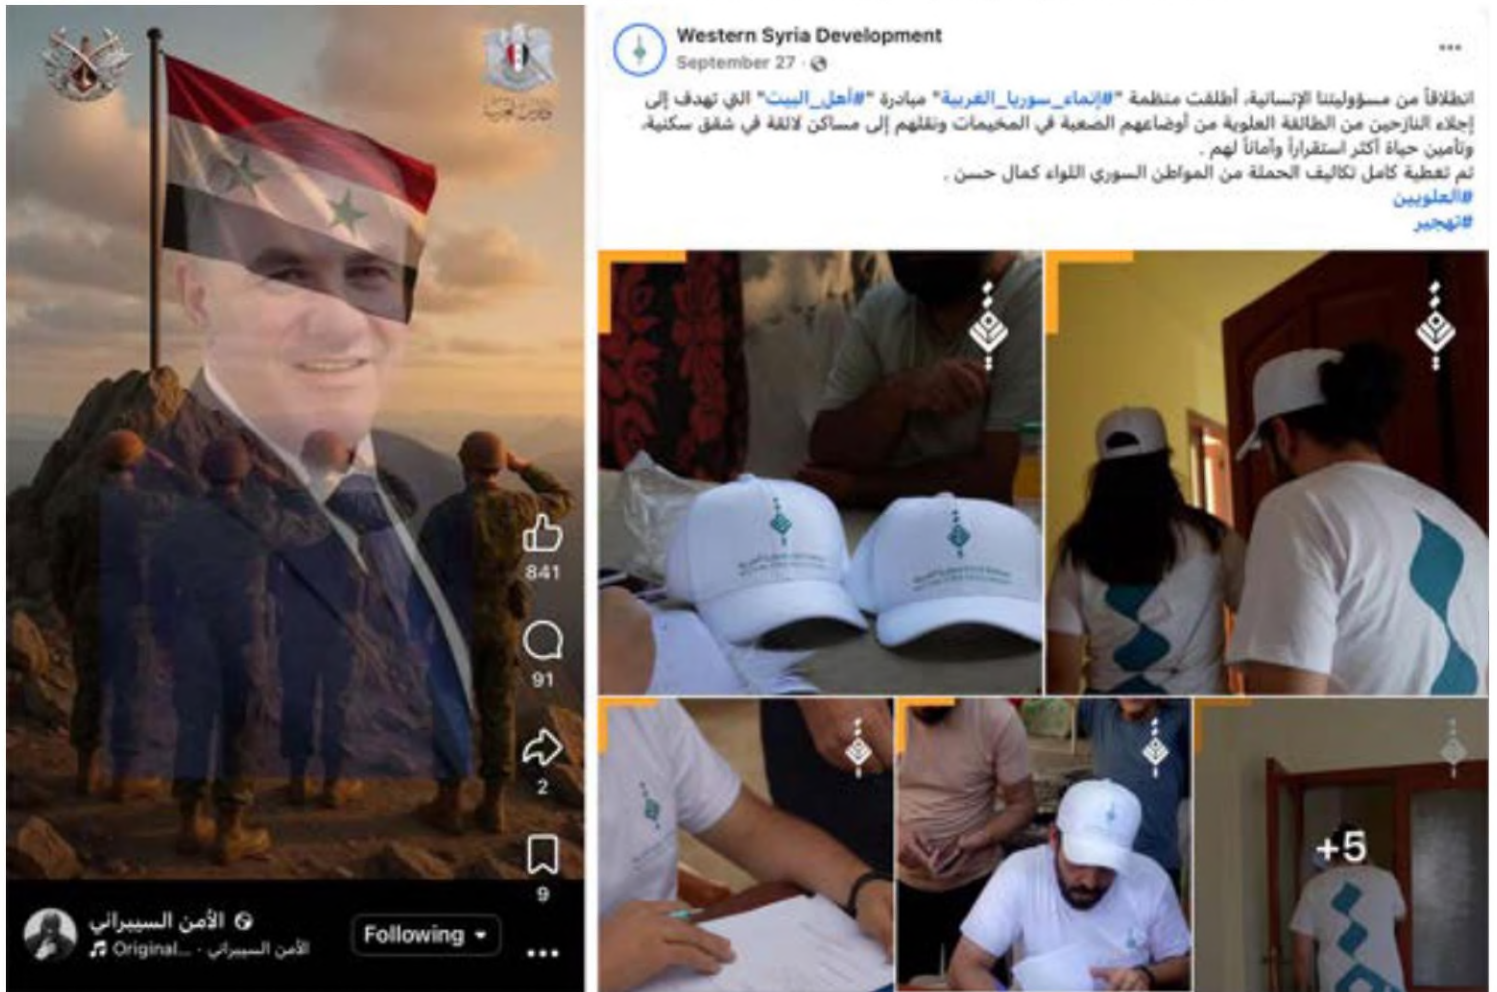 841
91
2
9
الأمن السيبراني
الأمن السيبراني · Original...
Following
Western Syria Development
September 27 ·
انطلاقاً من مسؤوليتنا الإنسانية، أطلقت منظمة "#إنماء_سوريا_الغربية" مبادرة "#أهل_البيت" التي تهدف إلى
إجلاء النازحين من الطائفة العلوية من أوضاعهم الصعبة في المخيمات ونقلهم إلى مساكن لائقة في شقق سكنية،
وتأمين حياة أكثر استقراراً وأماناً لهم .
تم تغطية كامل تكاليف الحملة من المواطن السوري اللواء كمال حسن .
#العلويين
#تهجير
+5